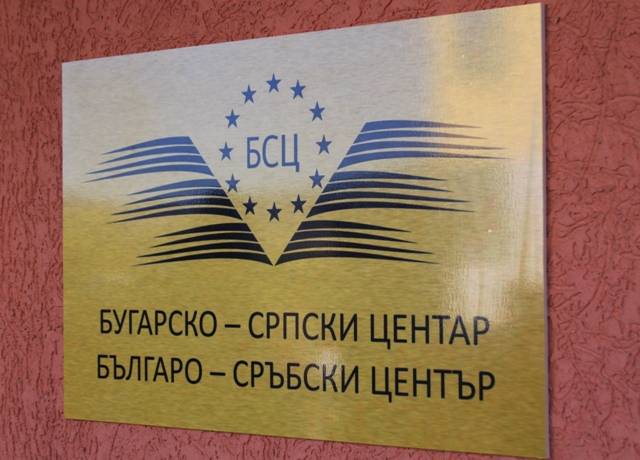 БСЦ
БУГАРСКО – СРПСКИ ЦЕНТАР
БЪЛГАРО – СРЪБСКИ ЦЕНТЪР